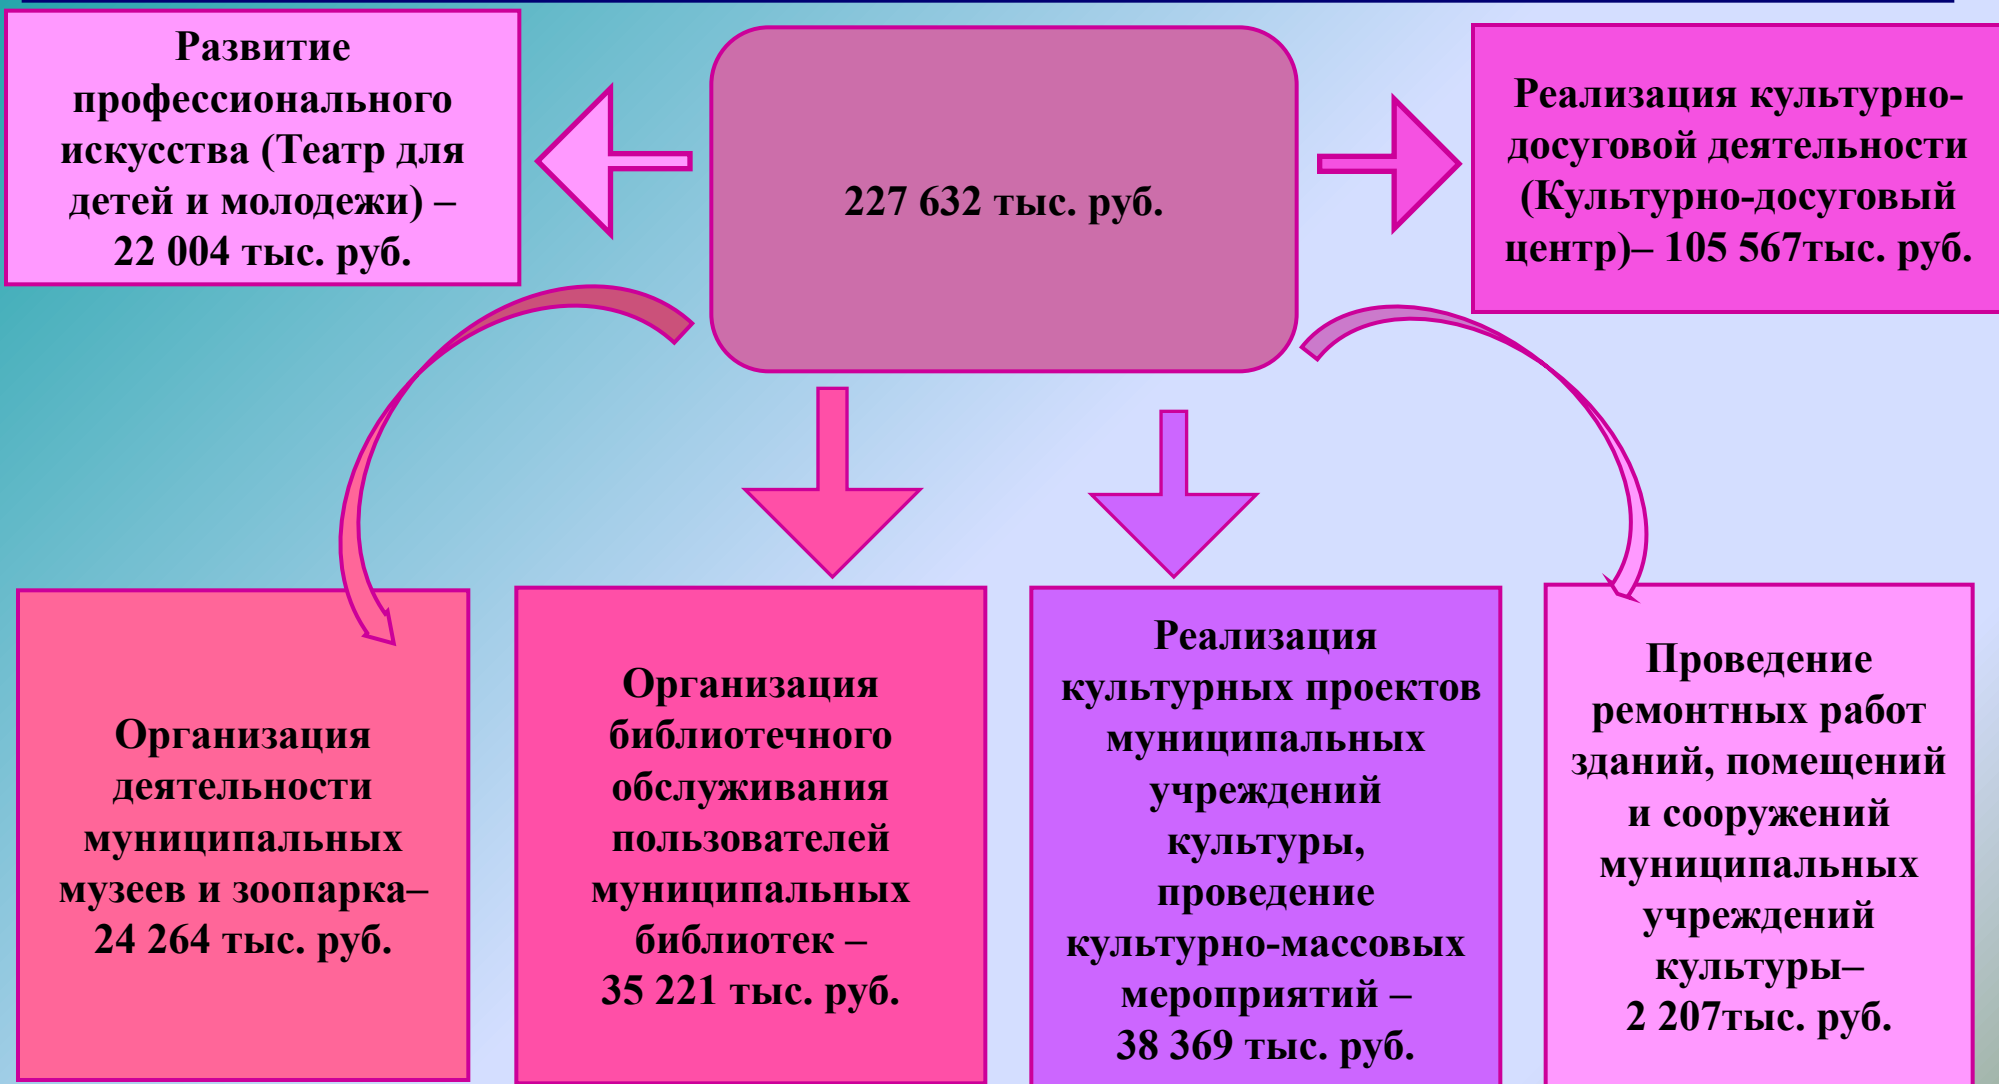 Развитие
профессионального
искусства (Театр для
детей и молодежи) –
22 004 тыс. руб.
227 632 тыс. руб.
Реализация культурно-
досуговой деятельности
(Культурно-досуговый
центр)– 105 567тыс. руб.
Организация
деятельности
муниципальных
музеев и зоопарка–
24 264 тыс. руб.
Организация
библиотечного
обслуживания
пользователей
муниципальных
библиотек –
35 221 тыс. руб.
Реализация
культурных проектов
муниципальных
учреждений
культуры,
проведение
культурно-массовых
мероприятий –
38 369 тыс. руб.
Проведение
ремонтных работ
зданий, помещений
и сооружений
муниципальных
учреждений
культуры–
2 207тыс. руб.